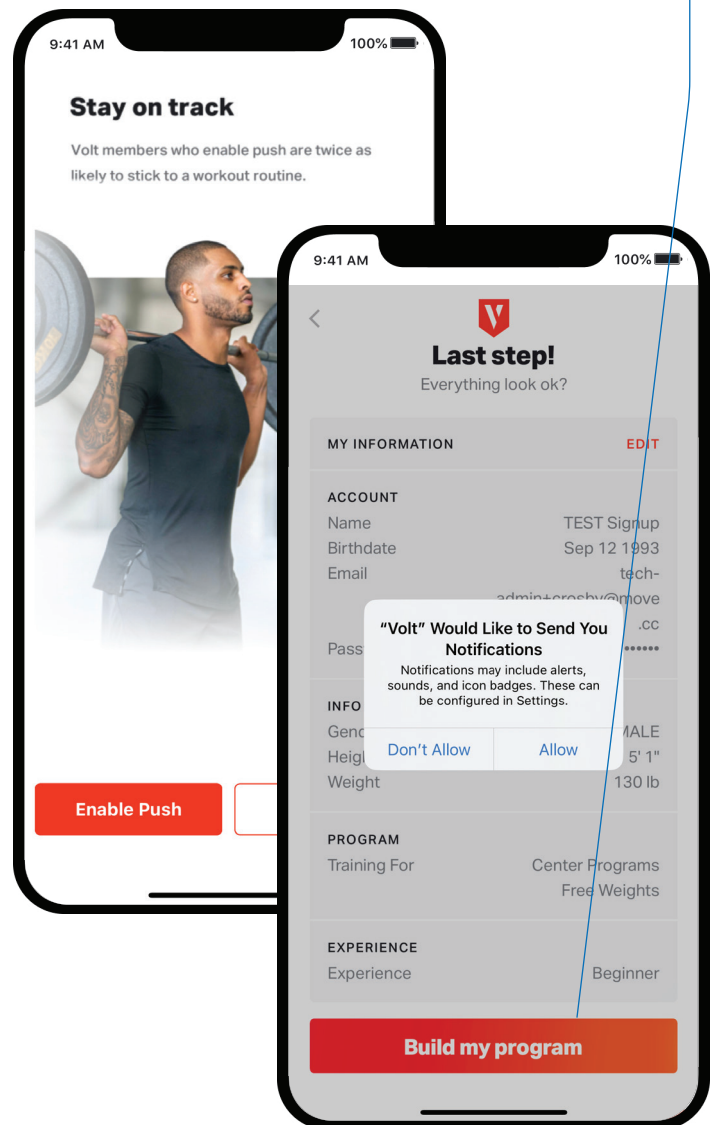 9:41 AM 100%
Stay on track
Volt members who enable push are twice as
likely to stick to a workout routine.
Enable Push
9:41 AM 100%
Last step!
Everything look ok?
MY INFORMATION EDIT
ACCOUNT
Name TEST Signup
Birthdate Sep 12 1993
Email tech-
admin+crosby@move
.cc
Pass ••••••
“Volt” Would Like to Send You
Notifications
Notifications may include alerts,
sounds, and icon badges. These can
be configured in Settings.
Don’t Allow Allow
INFO
Gend MALE
Heigh 5' 1"
Weight 130 lb
PROGRAM
Training For Center Programs
Free Weights
EXPERIENCE
Experience Beginner
Build my program